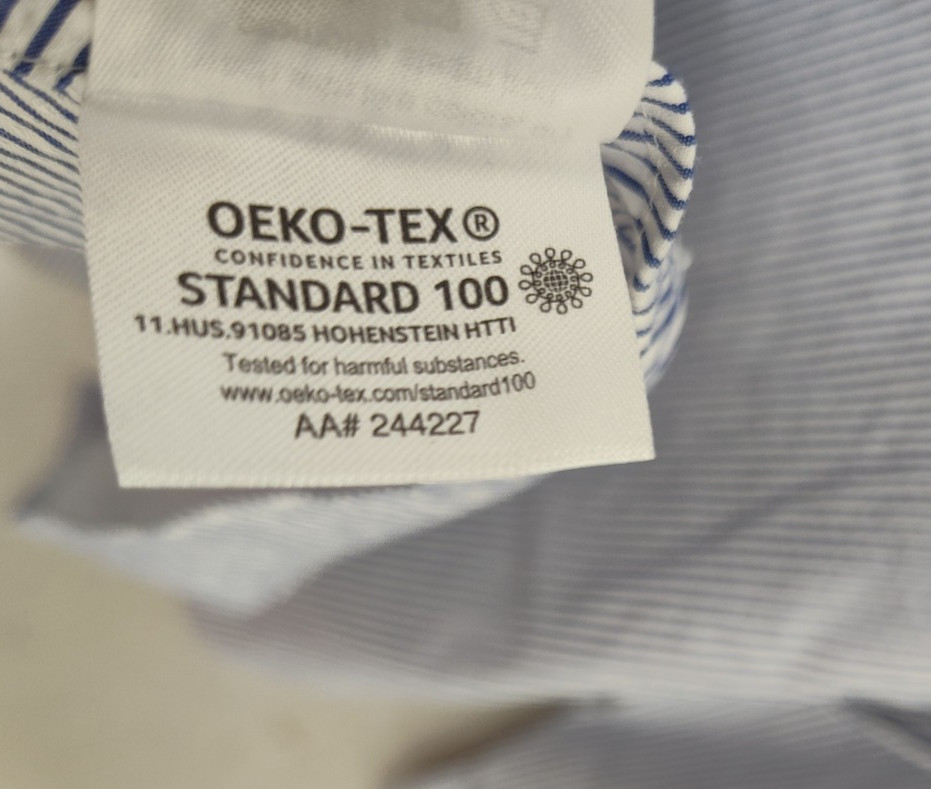 OEKO-TEX®
CONFIDENCE IN TEXTILES
STANDARD 100
11.HUS.91085 HOHENSTEIN HTTI
Tested for harmful substances.
www.oeko-tex.com/standard100
AA# 244227